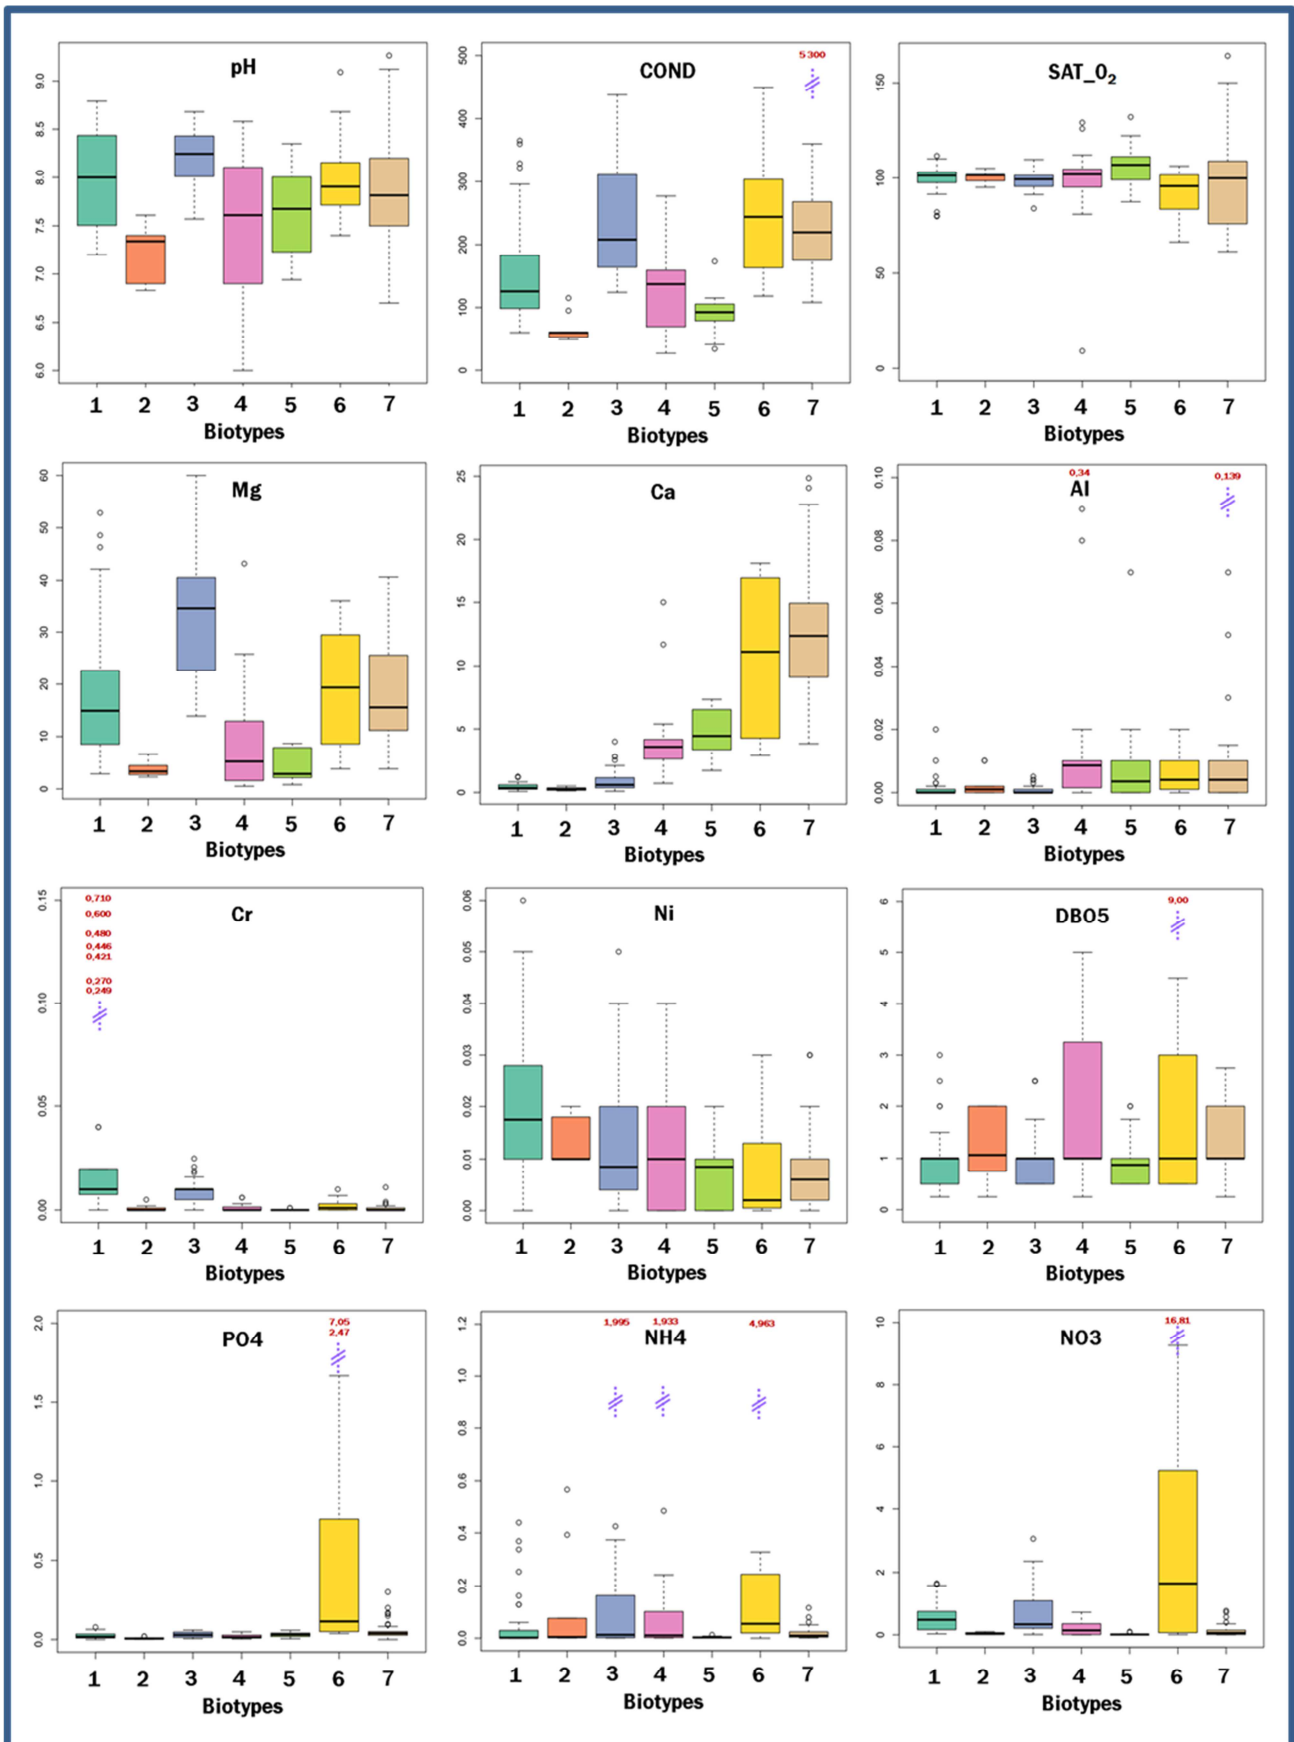 pH
9.0
8.5
8.0
7.5
7.0
6.5
6.0
1 2 3 4 5 6 7
Biotypes
COND
5 300
500
400
300
200
100
0
1 2 3 4 5 6 7
Biotypes
SAT_O₂
150
100
50
0
1 2 3 4 5 6 7
Biotypes
Mg
60
50
40
30
20
10
0
1 2 3 4 5 6 7
Biotypes
Ca
25
20
15
10
5
0
1 2 3 4 5 6 7
Biotypes
0,34
Al
0,139
0.10
0.08
0.06
0.04
0.02
0.00
1 2 3 4 5 6 7
Biotypes
Cr
0,710
0,600
0,480
0,446
0,421
0,270
0,249
0.15
0.10
0.05
0.00
1 2 3 4 5 6 7
Biotypes
Ni
0.06
0.05
0.04
0.03
0.02
0.01
0.00
1 2 3 4 5 6 7
Biotypes
DBO5
9,00
6
5
4
3
2
1
0
1 2 3 4 5 6 7
Biotypes
PO4
7,05
2,47
2.0
1.5
1.0
0.5
0.0
1 2 3 4 5 6 7
Biotypes
1,995 1,933 4,963
NH4
1.2
1.0
0.8
0.6
0.4
0.2
0.0
1 2 3 4 5 6 7
Biotypes
16,81
NO3
10
8
6
4
2
0
1 2 3 4 5 6 7
Biotypes